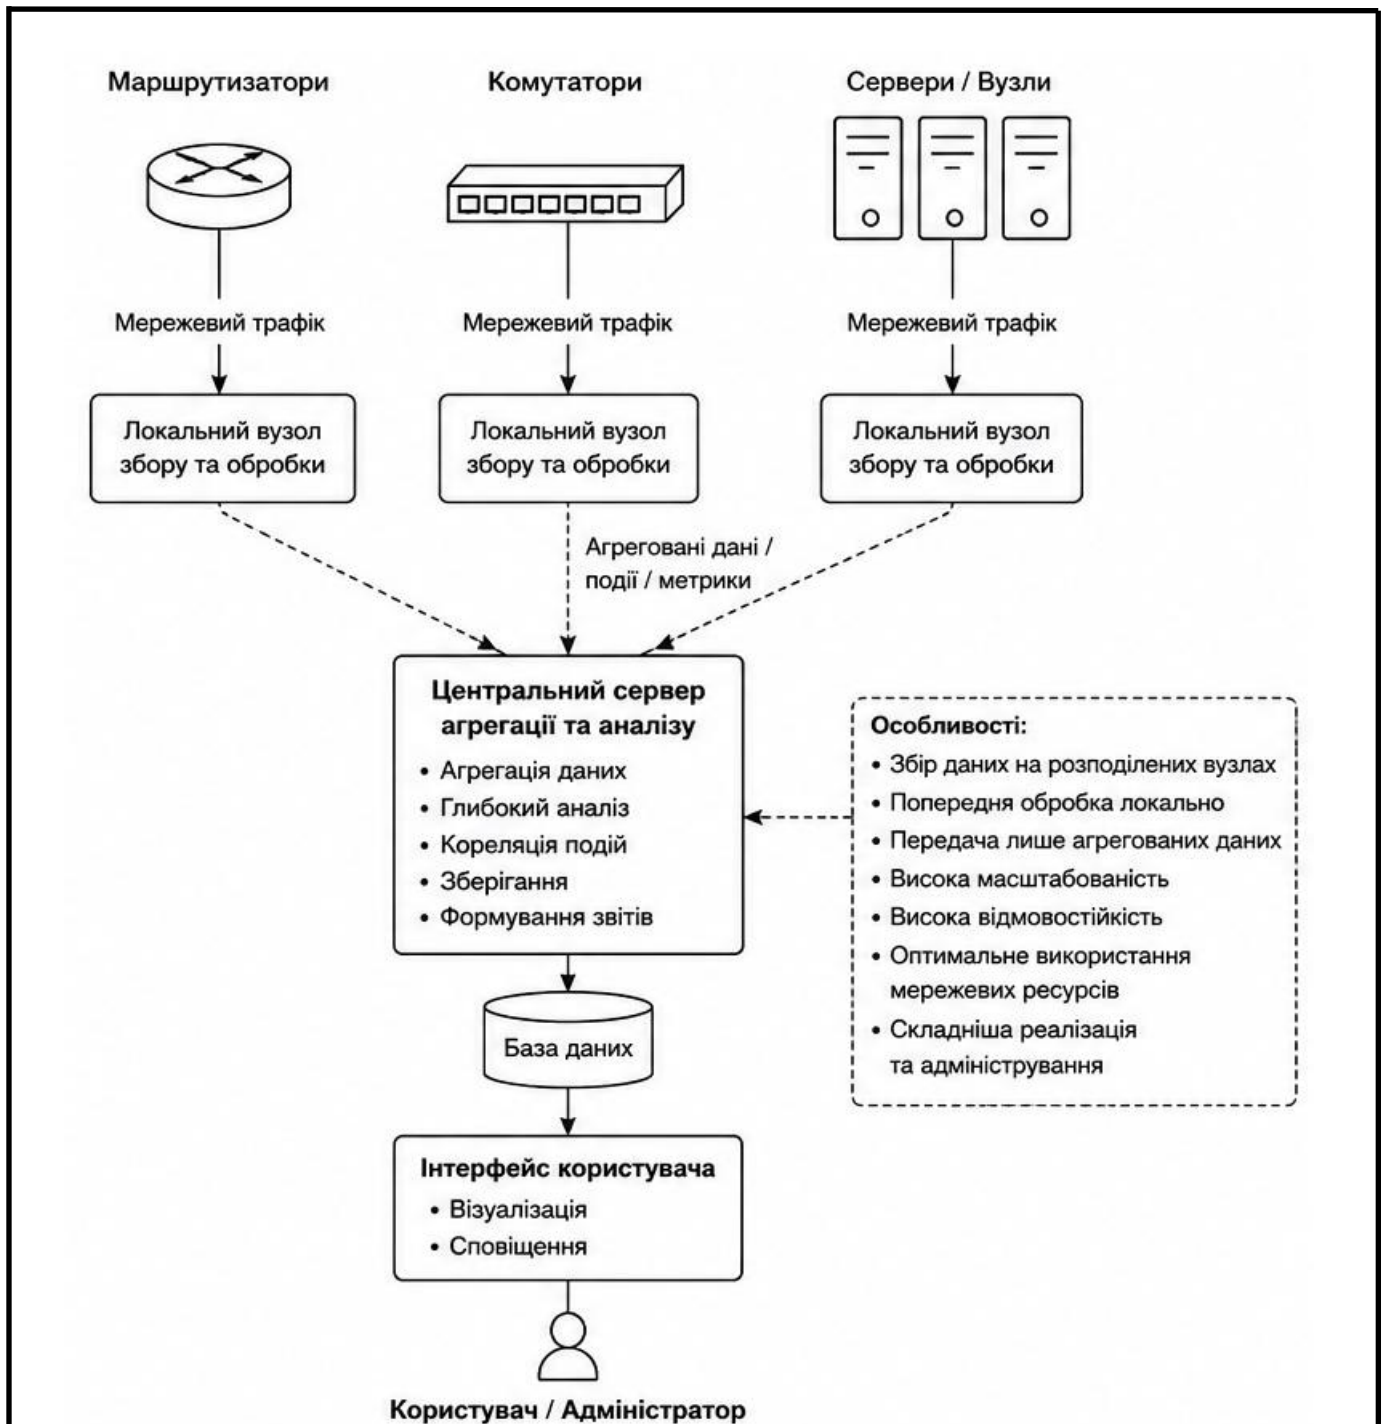 Маршрутизатори
Комутатори
Сервери / Вузли
Мережевий трафік
Мережевий трафік
Мережевий трафік
Локальний вузол
збору та обробки
Локальний вузол
збору та обробки
Локальний вузол
збору та обробки
Агреговані дані /
події / метрики
Центральний сервер
агрегації та аналізу
• Агрегація даних
• Глибокий аналіз
• Кореляція подій
• Зберігання
• Формування звітів
Особливості:
• Збір даних на розподілених вузлах
• Попередня обробка локально
• Передача лише агрегованих даних
• Висока масштабованість
• Висока відмовостійкість
• Оптимальне використання
мережевих ресурсів
• Складніша реалізація
та адміністрування
База даних
Інтерфейс користувача
• Візуалізація
• Сповіщення
Користувач / Адміністратор